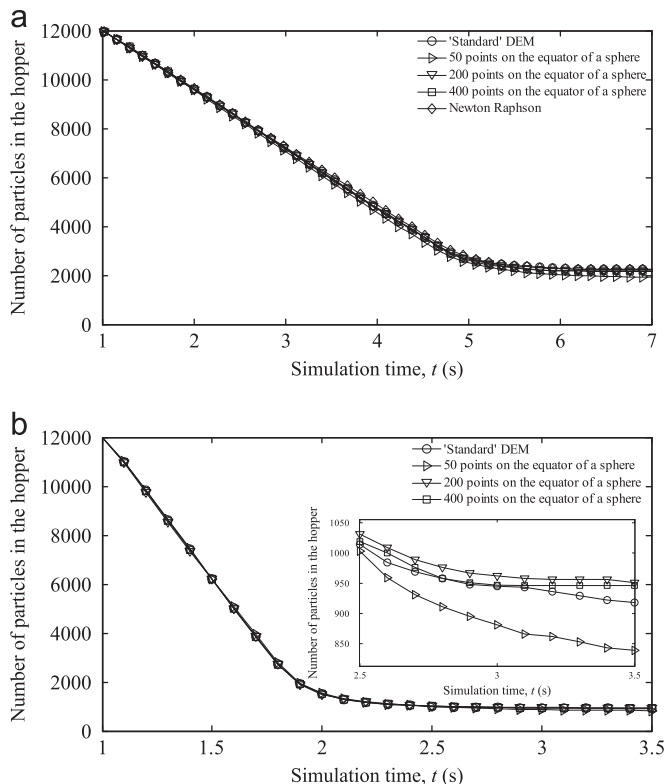 a
12000
10000
8000
6000
4000
2000
0
Number of particles in the hopper
'Standard' DEM
50 points on the equator of a sphere
200 points on the equator of a sphere
400 points on the equator of a sphere
Newton Raphson
1 2 3 4 5 6 7
Simulation time, t (s)
b
12000
10000
8000
6000
4000
2000
0
Number of particles in the hopper
'Standard' DEM
50 points on the equator of a sphere
200 points on the equator of a sphere
400 points on the equator of a sphere
1050
1000
950
900
850
Number of particles in the hopper
2.5 3 3.5
Simulation time, t (s)
1 1.5 2 2.5 3 3.5
Simulation time, t (s)